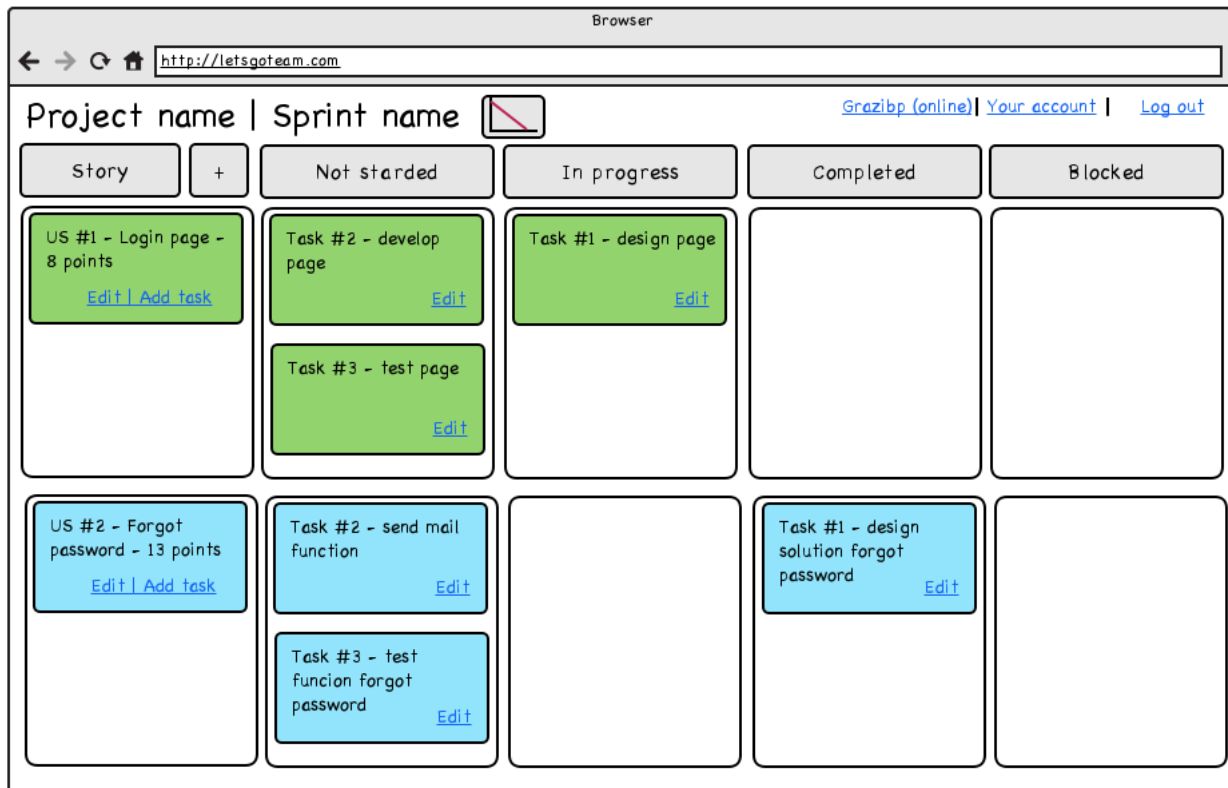 Browser
http://letsgoteam.com
Project name | Sprint name
Grazibp (online) | Your account | Log out
Story
+
Not starded
In progress
Completed
Blocked
US #1 - Login page -
8 points
Edit | Add task
Task #2 - develop
page
Edit
Task #3 - test page
Edit
Task #1 - design page
Edit
US #2 - Forgot
password - 13 points
Edit | Add task
Task #2 - send mail
function
Edit
Task #3 - test
funcion forgot
password
Edit
Task #1 - design
solution forgot
password
Edit